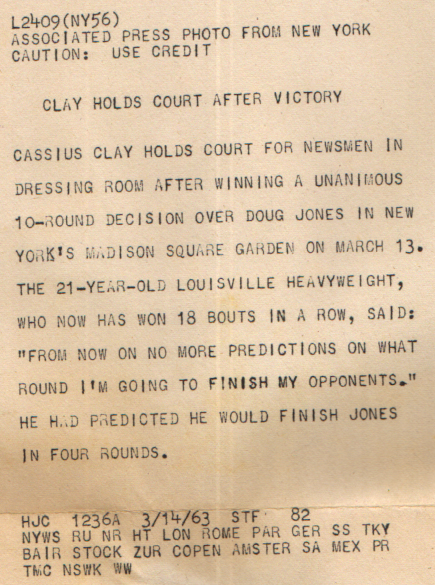 L2409(NY56)
ASSOCIATED PRESS PHOTO FROM NEW YORK
CAUTION: USE CREDIT
CLAY HOLDS COURT AFTER VICTORY
CASSIUS CLAY HOLDS COURT FOR NEWSMEN IN
DRESSING ROOM AFTER WINNING A UNANIMOUS
10-ROUND DECISION OVER DOUG JONES IN NEW
YORK'S MADISON SQUARE GARDEN ON MARCH 13.
THE 21-YEAR-OLD LOUISVILLE HEAVYWEIGHT,
WHO NOW HAS WON 18 BOUTS IN A ROW, SAID:
"FROM NOW ON NO MORE PREDICTIONS ON WHAT
ROUND I'M GOING TO FINISH MY OPPONENTS."
HE HAD PREDICTED HE WOULD FINISH JONES
IN FOUR ROUNDS.
HJC 1236A 3/14/63 STF 82
NYWS RU NR HT LON ROME PAR GER SS TKY
BAIR STOCK ZUR COPEN AMSTER SA MEX PR
TMC NSWK WW